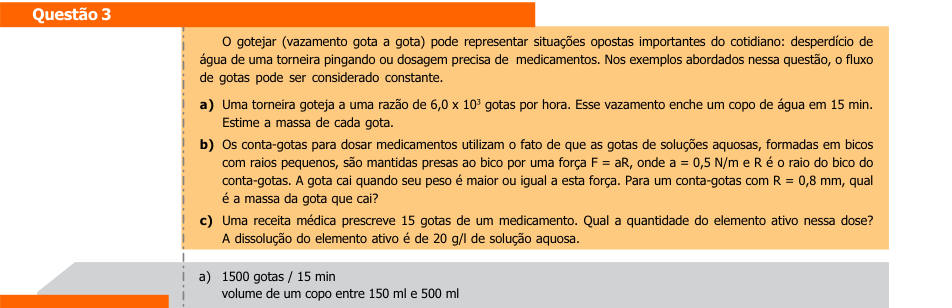 Questão 3
O gotejar (vazamento gota a gota) pode representar situações opostas importantes do cotidiano: desperdício de
água de uma torneira pingando ou dosagem precisa de medicamentos. Nos exemplos abordados nessa questão, o fluxo
de gotas pode ser considerado constante.
a) Uma torneira goteja a uma razão de 6,0 x 10³ gotas por hora. Esse vazamento enche um copo de água em 15 min.
Estime a massa de cada gota.
b) Os conta-gotas para dosar medicamentos utilizam o fato de que as gotas de soluções aquosas, formadas em bicos
com raios pequenos, são mantidas presas ao bico por uma força F = aR, onde a = 0,5 N/m e R é o raio do bico do
conta-gotas. A gota cai quando seu peso é maior ou igual a esta força. Para um conta-gotas com R = 0,8 mm, qual
é a massa da gota que cai?
c) Uma receita médica prescreve 15 gotas de um medicamento. Qual a quantidade do elemento ativo nessa dose?
A dissolução do elemento ativo é de 20 g/l de solução aquosa.
a) 1500 gotas / 15 min
volume de um copo entre 150 ml e 500 ml